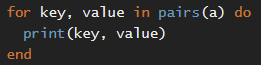 for key, value in pairs(a) do
  print(key, value)
end